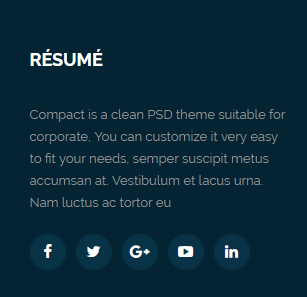 RÉSUMÉ
Compact is a clean PSD theme suitable for
corporate, You can customize it very easy
to fit your needs, semper suscipit metus
accumsan at. Vestibulum et lacus urna.
Nam luctus ac tortor eu